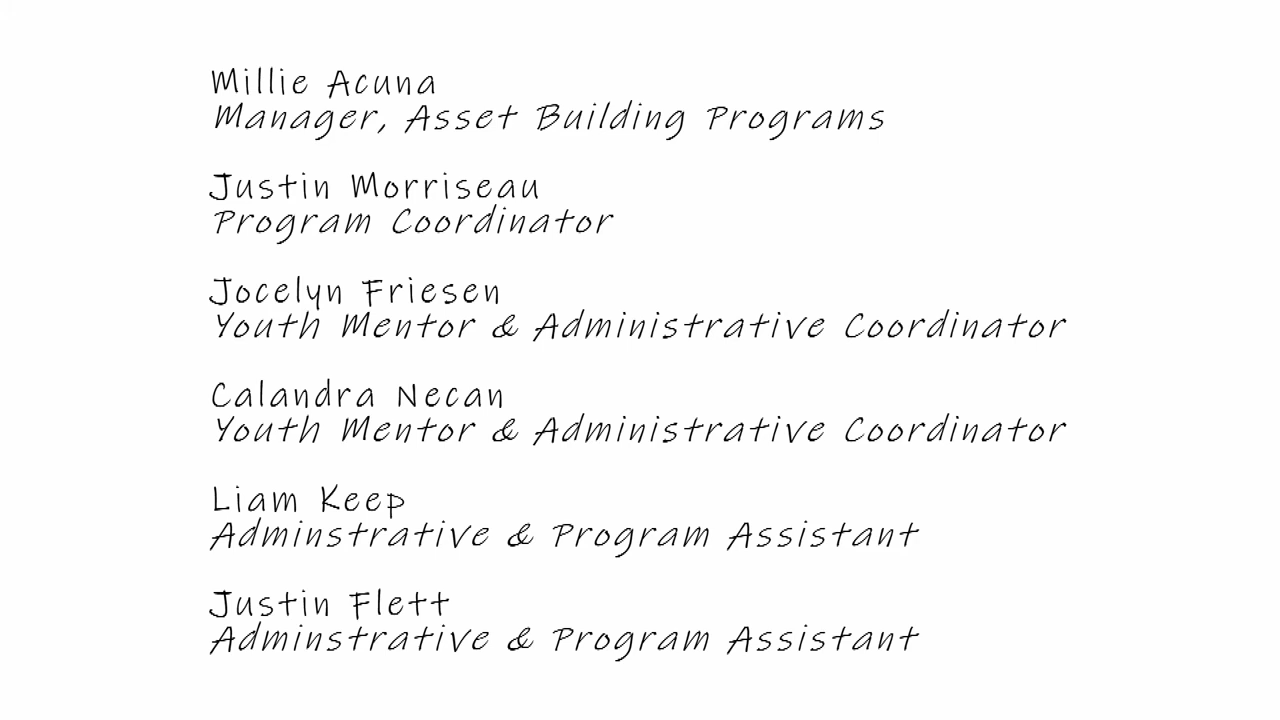 Millie Acuna
Manager, Asset Building Programs
Justin Morriseau
Program Coordinator
Jocelyn Friesen
Youth Mentor & Administrative Coordinator
Calandra Necan
Youth Mentor & Administrative Coordinator
Liam Keep
Adminstrative & Program Assistant
Justin Flett
Adminstrative & Program Assistant